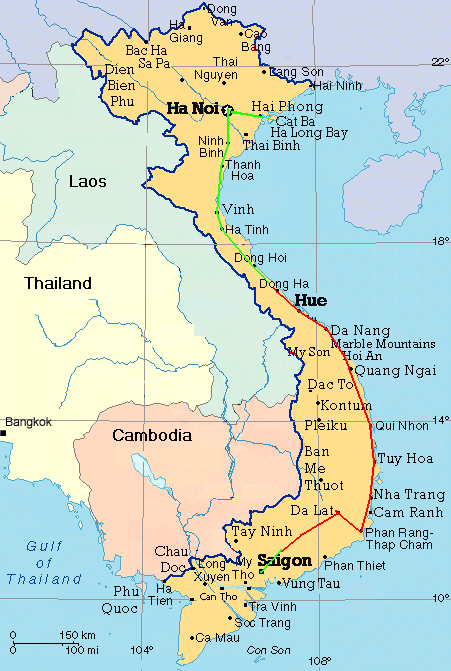 Dong
Van
Ha
Giang
Cao
Bang
Bac Ha
Sa Pa
22°
Thai
Nguyen
Lang Son
Dien
Bien
Phu
Hai Ninh
Ha Noi
Hai Phong
Cat Ba
Ha Long Bay
Ninh
Binh
Thai Binh
Thanh
Hoa
Laos
Vinh
Ha Tinh
18°
Dong Hoi
Thailand
Dong Ha
Hue
Da Nang
Marble Mountains
Hoi An
My Son
Quang Ngai
Dac To
Kontum
14°
Bangkok
Pleiku
Qui Nhon
Cambodia
Ban
Me
Thuot
Tuy Hoa
Nha Trang
Da Lat
Cam Ranh
Tay Ninh
Phan Rang-
Thap Cham
Gulf
of
Thailand
Chau
Doc
Long
Xuyen
My
Tho
Saigon
Phan Thiet
Vung Tau
Phu
Quoc
Ha
Tien
Can Tho
10°
Tra Vinh
Soc Trang
Ca Mau
0 150 km
0 100 mi
104°
Con Son
108°